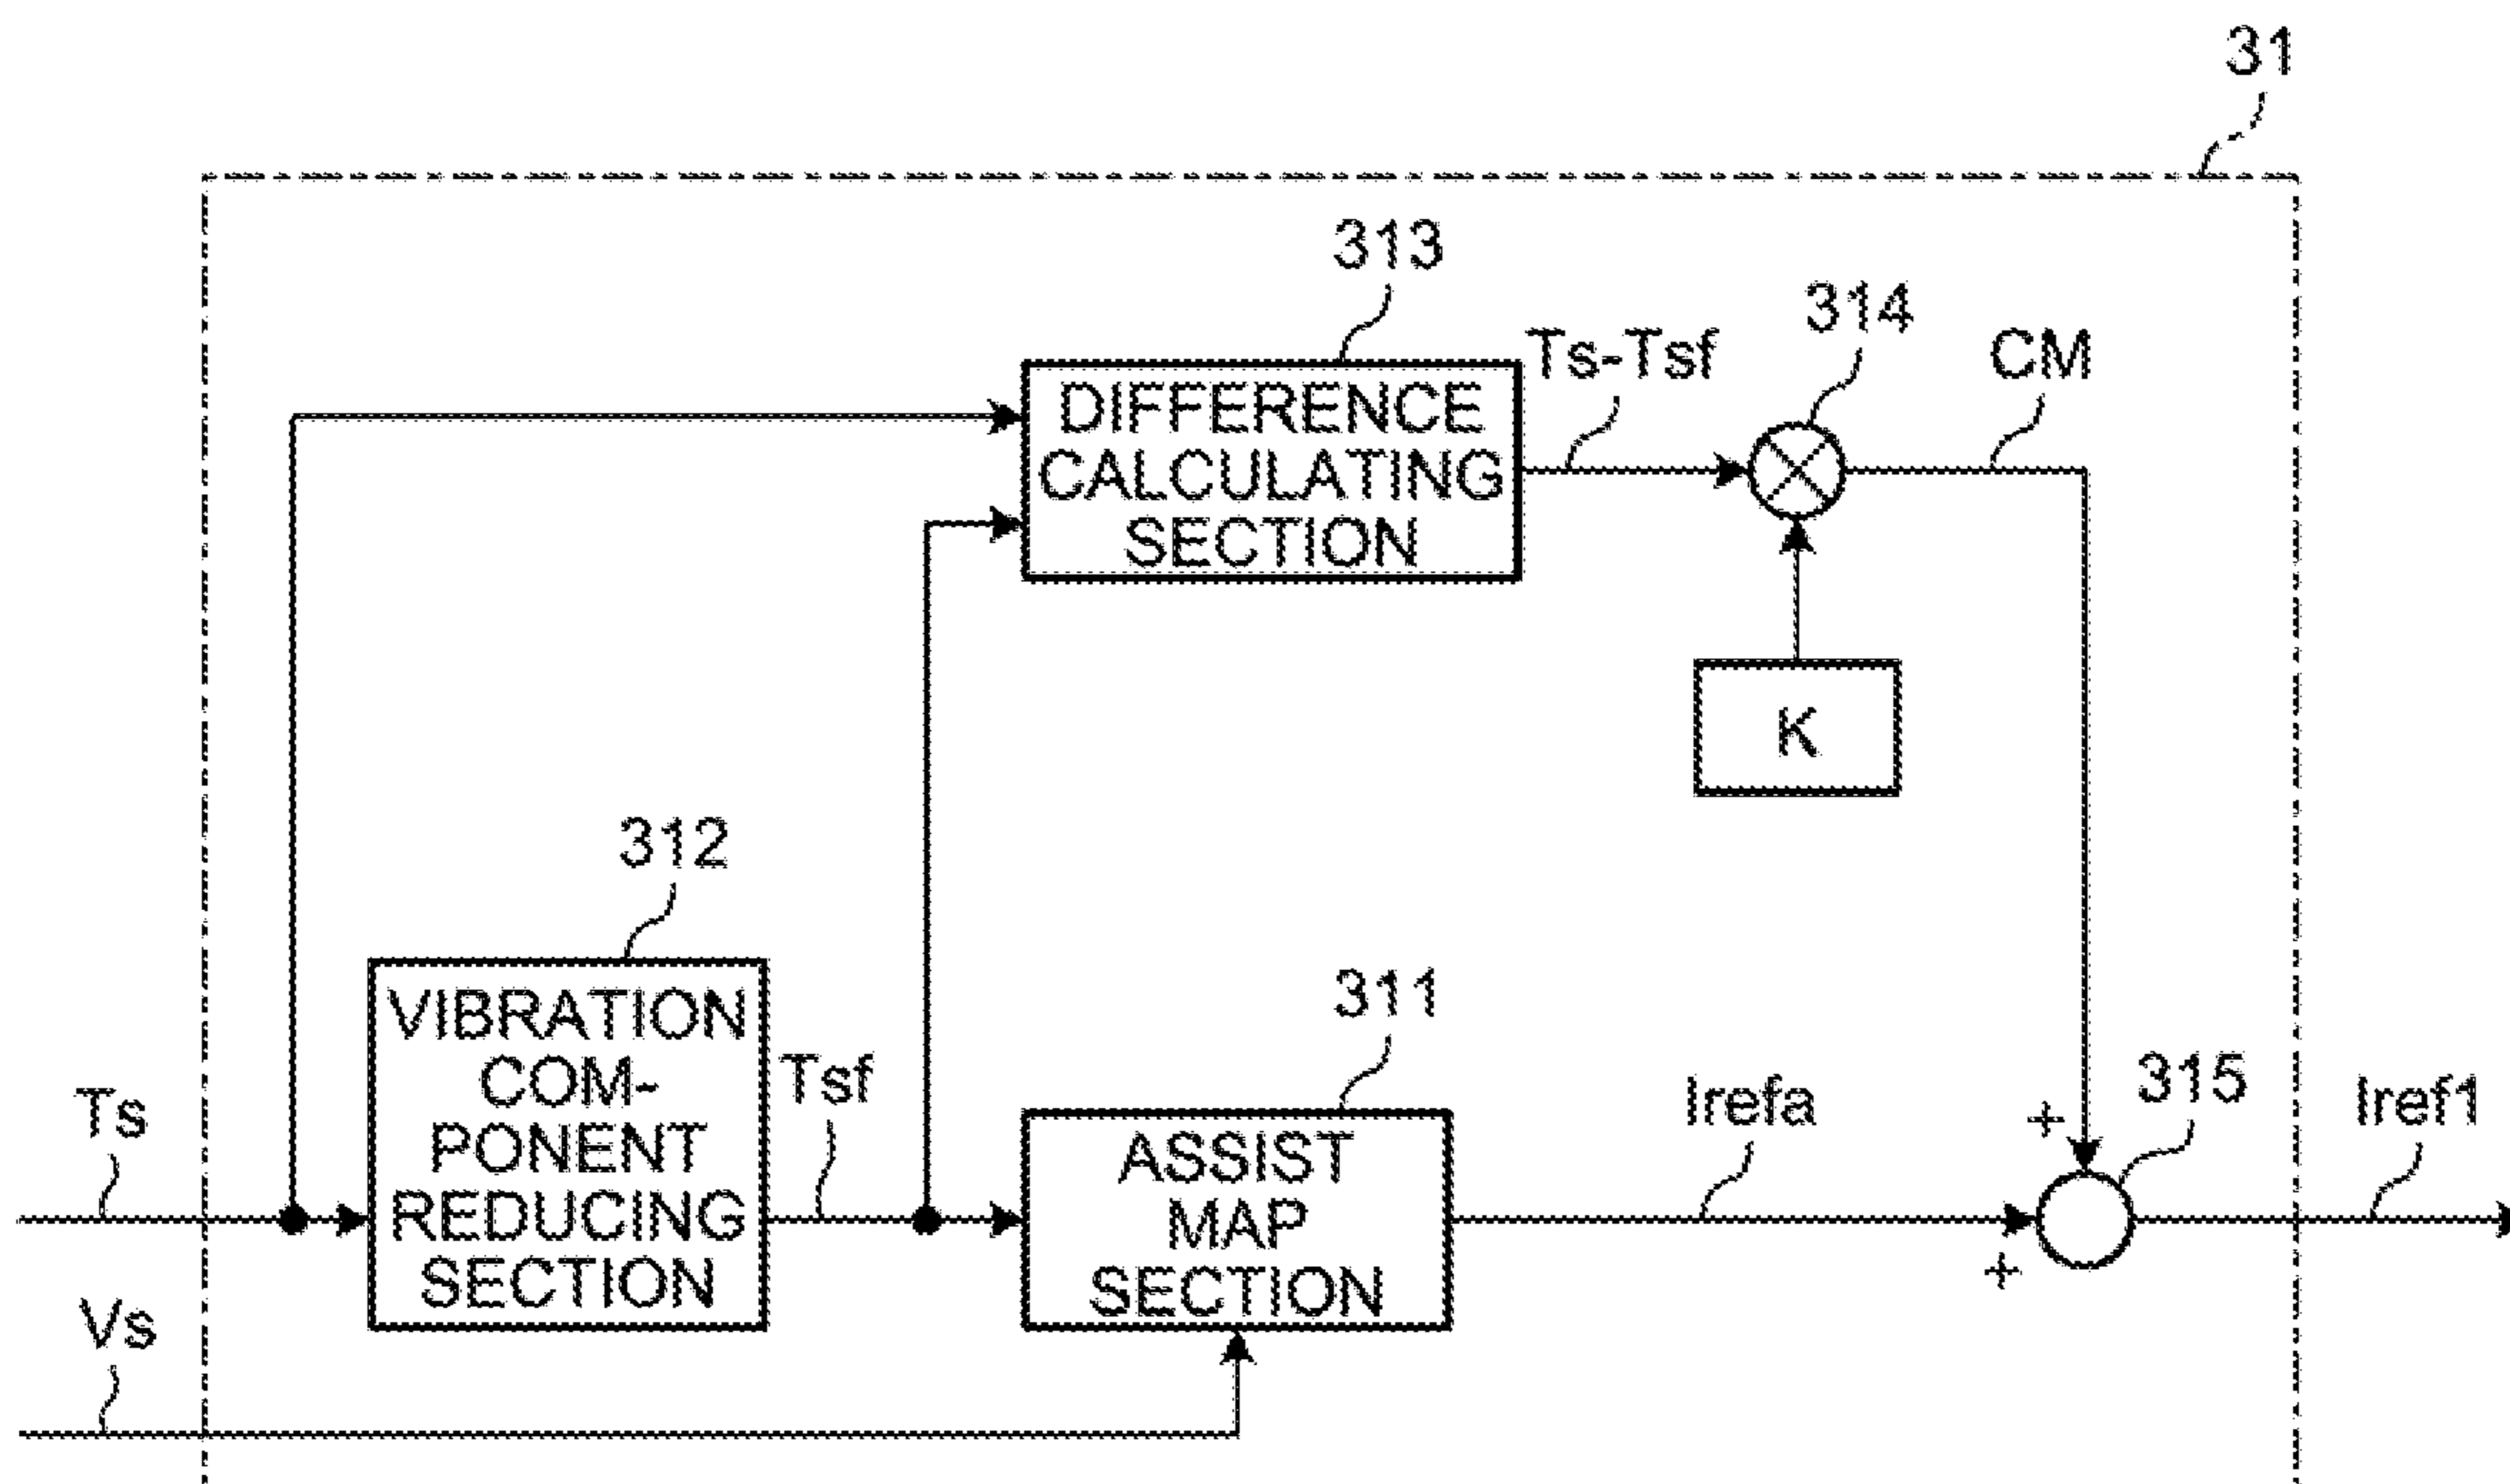 31
313
314
Ts-Tsf
CM
DIFFERENCE
CALCULATING
SECTION
K
312
311
VIBRATION
COM-
PONENT
REDUCING
SECTION
Ts
Tsf
ASSIST
MAP
SECTION
Irefa
+
315
Iref1
+
Vs